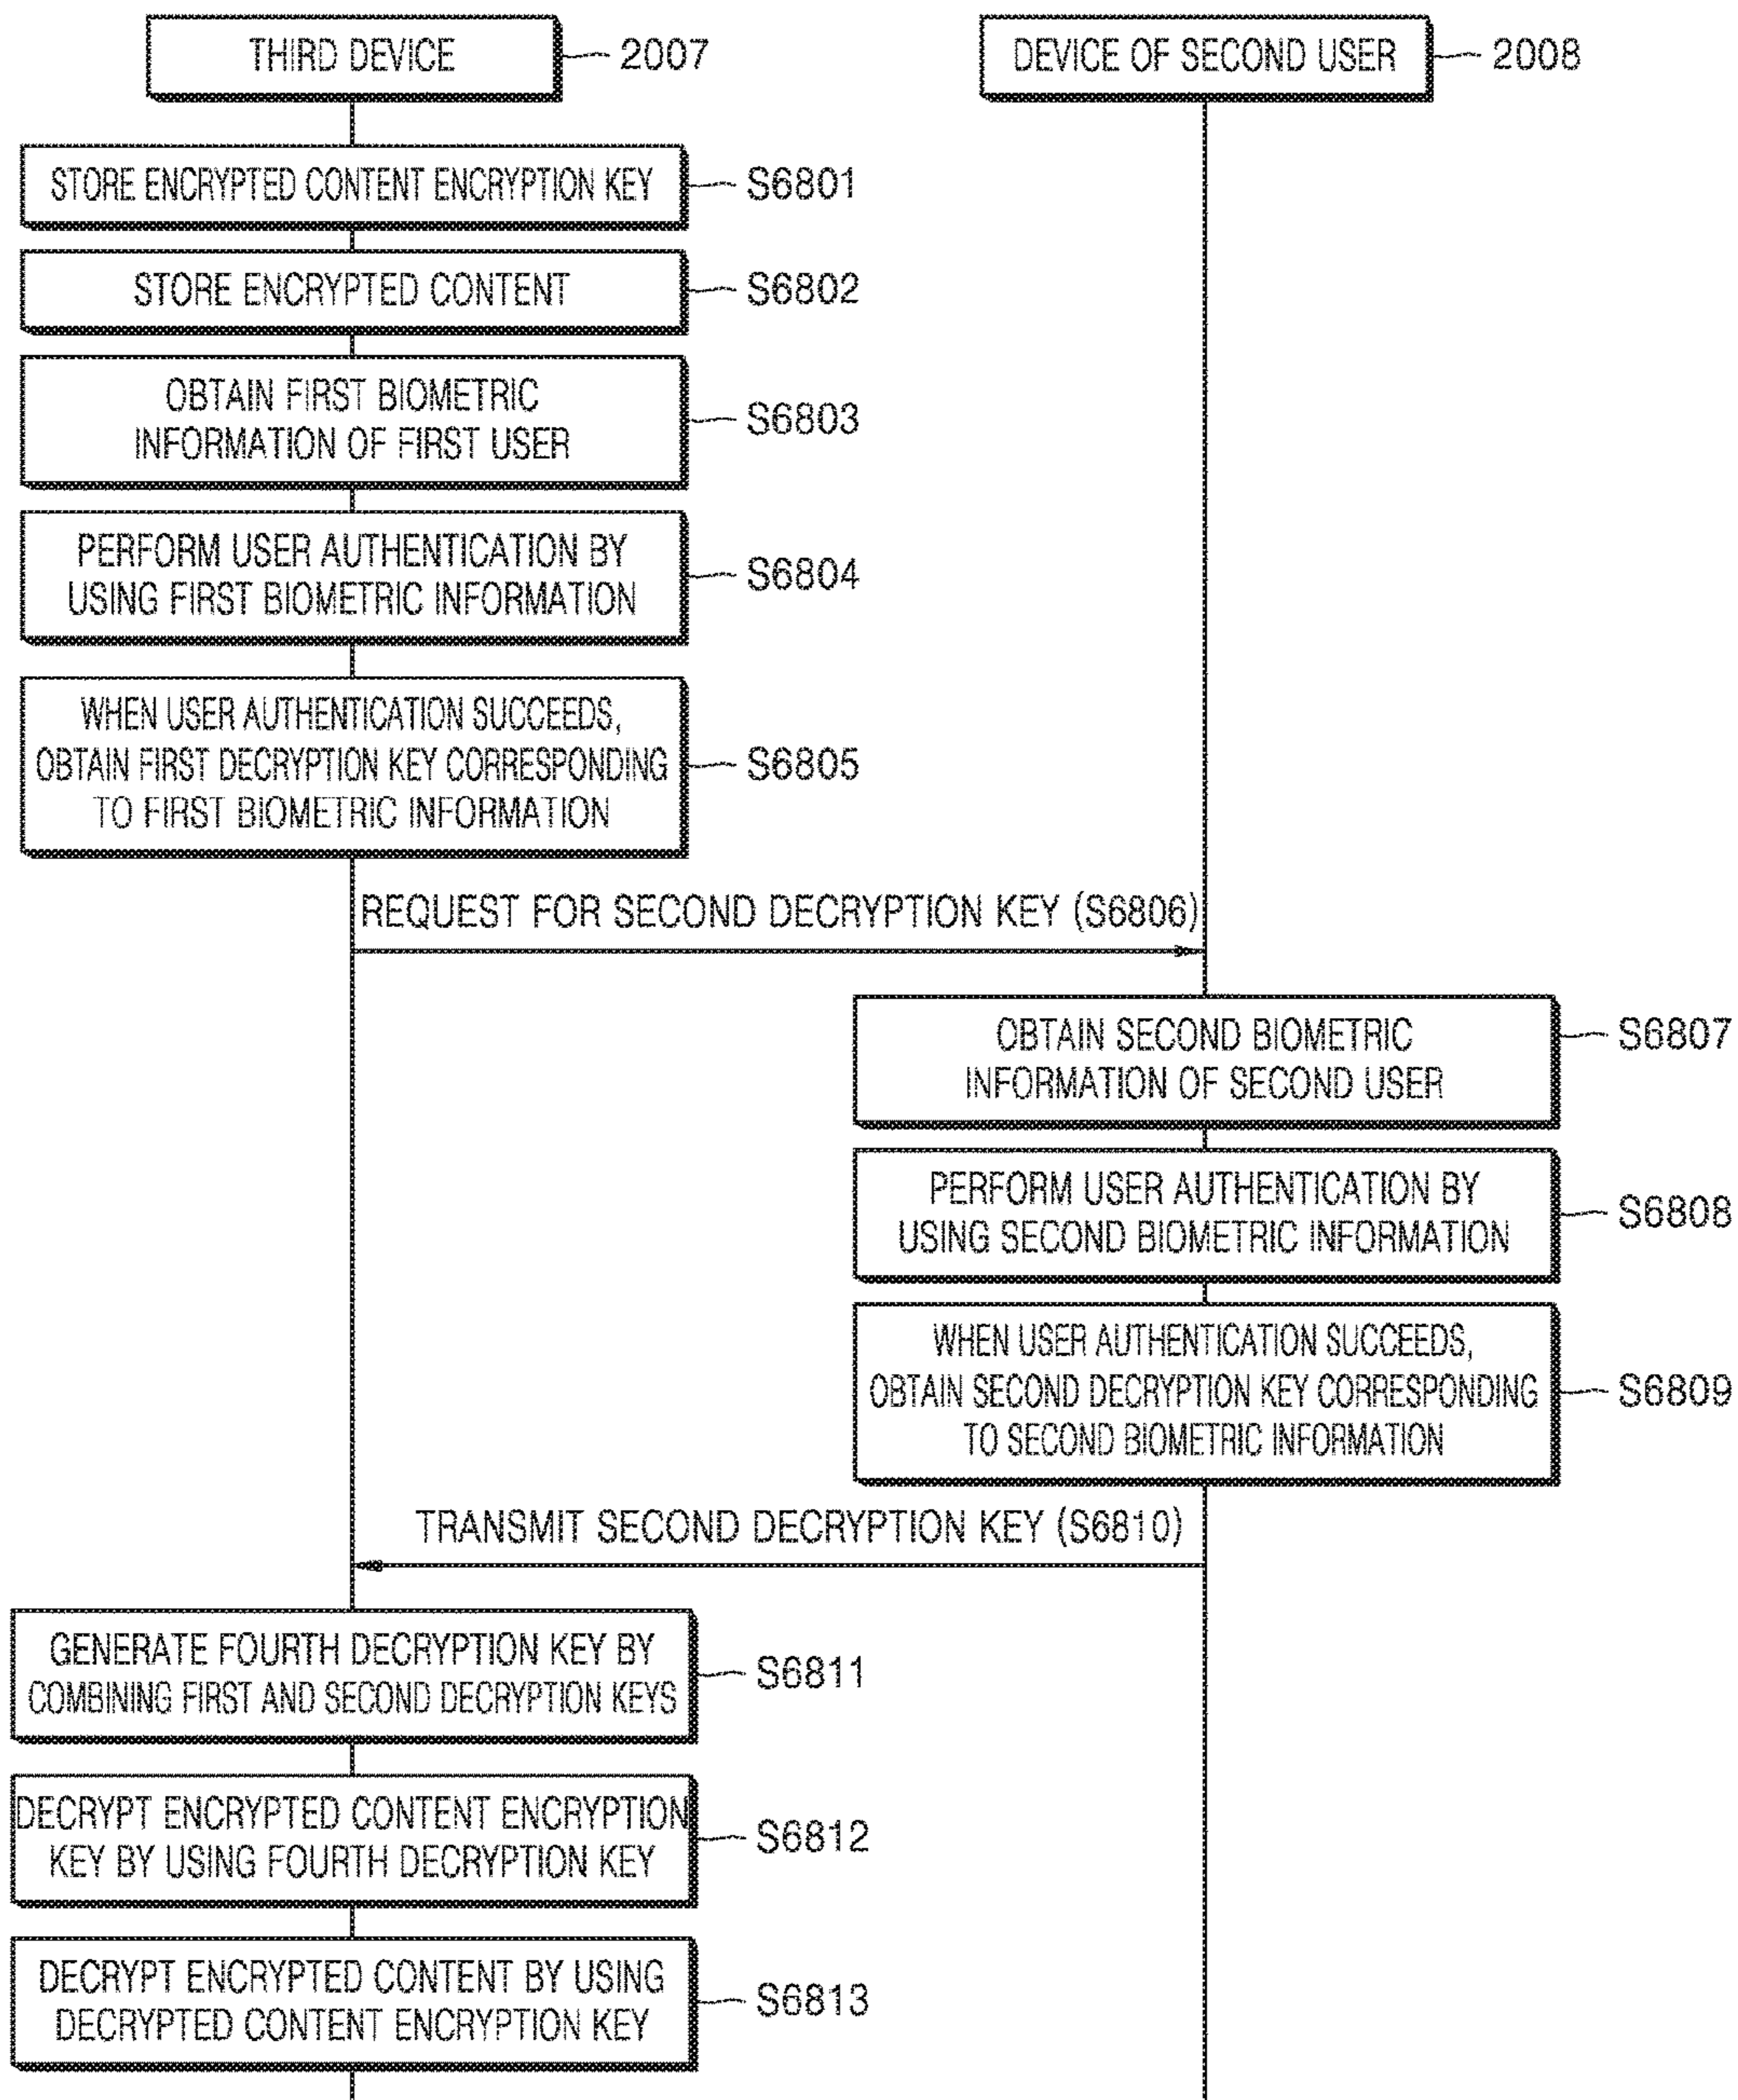 THIRD DEVICE
2007
DEVICE OF SECOND USER
2008
STORE ENCRYPTED CONTENT ENCRYPTION KEY
S6801
STORE ENCRYPTED CONTENT
S6802
OBTAIN FIRST BIOMETRIC
INFORMATION OF FIRST USER
S6803
PERFORM USER AUTHENTICATION BY
USING FIRST BIOMETRIC INFORMATION
S6804
WHEN USER AUTHENTICATION SUCCEEDS,
OBTAIN FIRST DECRYPTION KEY CORRESPONDING
TO FIRST BIOMETRIC INFORMATION
S6805
REQUEST FOR SECOND DECRYPTION KEY (S6806)
OBTAIN SECOND BIOMETRIC
INFORMATION OF SECOND USER
S6807
PERFORM USER AUTHENTICATION BY
USING SECOND BIOMETRIC INFORMATION
S6808
WHEN USER AUTHENTICATION SUCCEEDS,
OBTAIN SECOND DECRYPTION KEY CORRESPONDING
TO SECOND BIOMETRIC INFORMATION
S6809
TRANSMIT SECOND DECRYPTION KEY (S6810)
GENERATE FOURTH DECRYPTION KEY BY
COMBINING FIRST AND SECOND DECRYPTION KEYS
S6811
DECRYPT ENCRYPTED CONTENT ENCRYPTION
KEY BY USING FOURTH DECRYPTION KEY
S6812
DECRYPT ENCRYPTED CONTENT BY USING
DECRYPTED CONTENT ENCRYPTION KEY
S6813